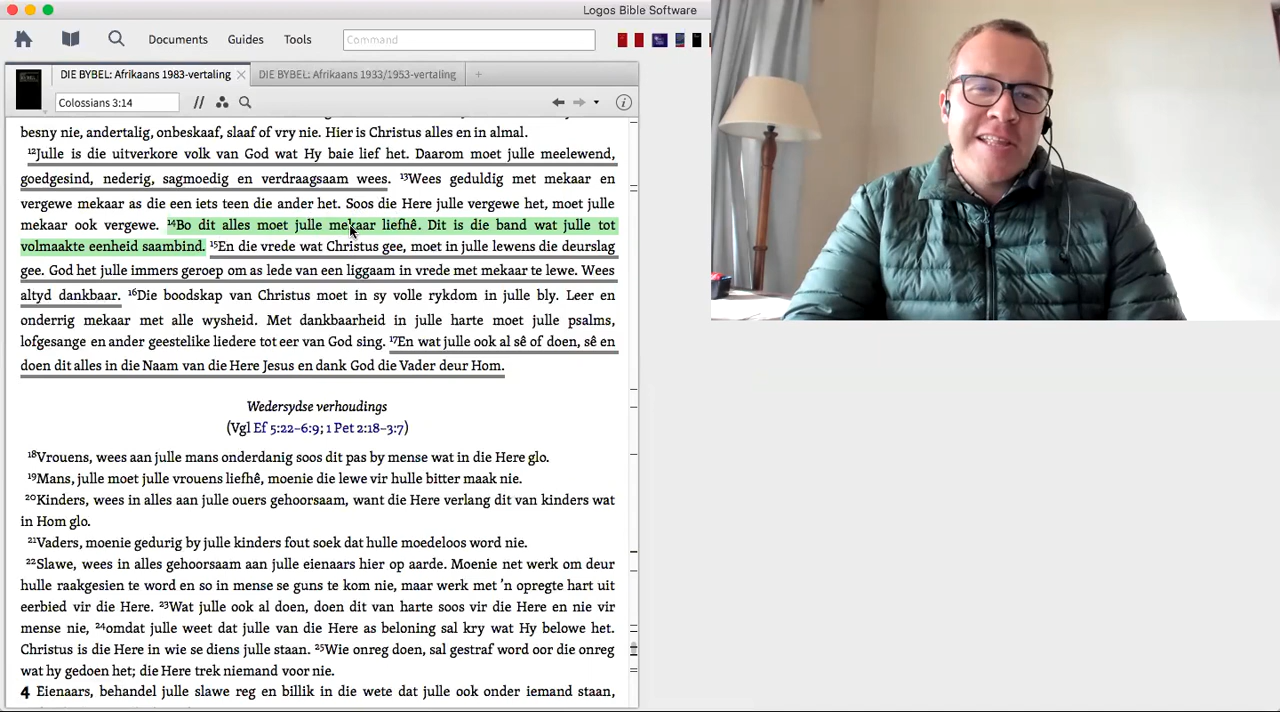 Logos Bible Software
Documents Guides Tools Command
DIE BYBEL: Afrikaans 1983-vertaling DIE BYBEL: Afrikaans 1933/1953-vertaling
Colossians 3:14
besny nie, andertalig, onbeskaaf, slaaf of vry nie. Hier is Christus alles en in almal.
12Julle is die uitverkore volk van God wat Hy baie lief het. Daarom moet julle meelewend,
goedgesind, nederig, sagmoedig en verdraagsaam wees. 13Wees geduldig met mekaar en
vergewe mekaar as die een iets teen die ander het. Soos die Here julle vergewe het, moet julle
mekaar ook vergewe. 14Bo dit alles moet julle mekaar liefhê. Dit is die band wat julle tot
volmaakte eenheid saambind. 15En die vrede wat Christus gee, moet in julle lewens die deurslag
gee. God het julle immers geroep om as lede van een liggaam in vrede met mekaar te lewe. Wees
altyd dankbaar. 16Die boodskap van Christus moet in sy volle rykdom in julle bly. Leer en
onderrig mekaar met alle wysheid. Met dankbaarheid in julle harte moet julle psalms,
lofgesange en ander geestelike liedere tot eer van God sing. 17En wat julle ook al sê of doen, sê en
doen dit alles in die Naam van die Here Jesus en dank God die Vader deur Hom.
Wedersydse verhoudings
(Vgl Ef 5:22–6:9; 1 Pet 2:18–3:7)
18Vrouens, wees aan julle mans onderdanig soos dit pas by mense wat in die Here glo.
19Mans, julle moet julle vrouens liefhê, moenie die lewe vir hulle bitter maak nie.
20Kinders, wees in alles aan julle ouers gehoorsaam, want die Here verlang dit van kinders wat
in Hom glo.
21Vaders, moenie gedurig by julle kinders fout soek dat hulle moedeloos word nie.
22Slawe, wees in alles gehoorsaam aan julle eienaars hier op aarde. Moenie net werk om deur
hulle raakgesien te word en so in mense se guns te kom nie, maar werk met 'n opregte hart uit
eerbied vir die Here. 23Wat julle ook al doen, doen dit van harte soos vir die Here en nie vir
mense nie, 24omdat julle weet dat julle van die Here as beloning sal kry wat Hy belowe het.
Christus is die Here in wie se diens julle staan. 25Wie onreg doen, sal gestraf word oor die onreg
wat hy gedoen het; die Here trek niemand voor nie.
4 Eienaars, behandel julle slawe reg en billik in die wete dat julle ook onder iemand staan,